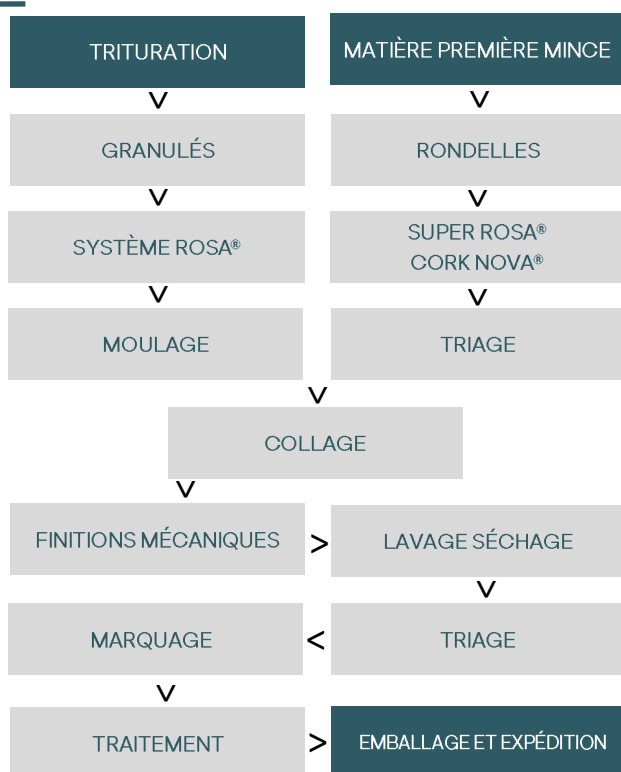 TRITURATION
MATIÈRE PREMIÈRE MINCE
GRANULÉS
RONDELLES
SYSTÈME ROSA®
SUPER ROSA®
CORK NOVA®
MOULAGE
TRIAGE
COLLAGE
FINITIONS MÉCANIQUES
LAVAGE SÉCHAGE
MARQUAGE
TRIAGE
TRAITEMENT
EMBALLAGE ET EXPÉDITION